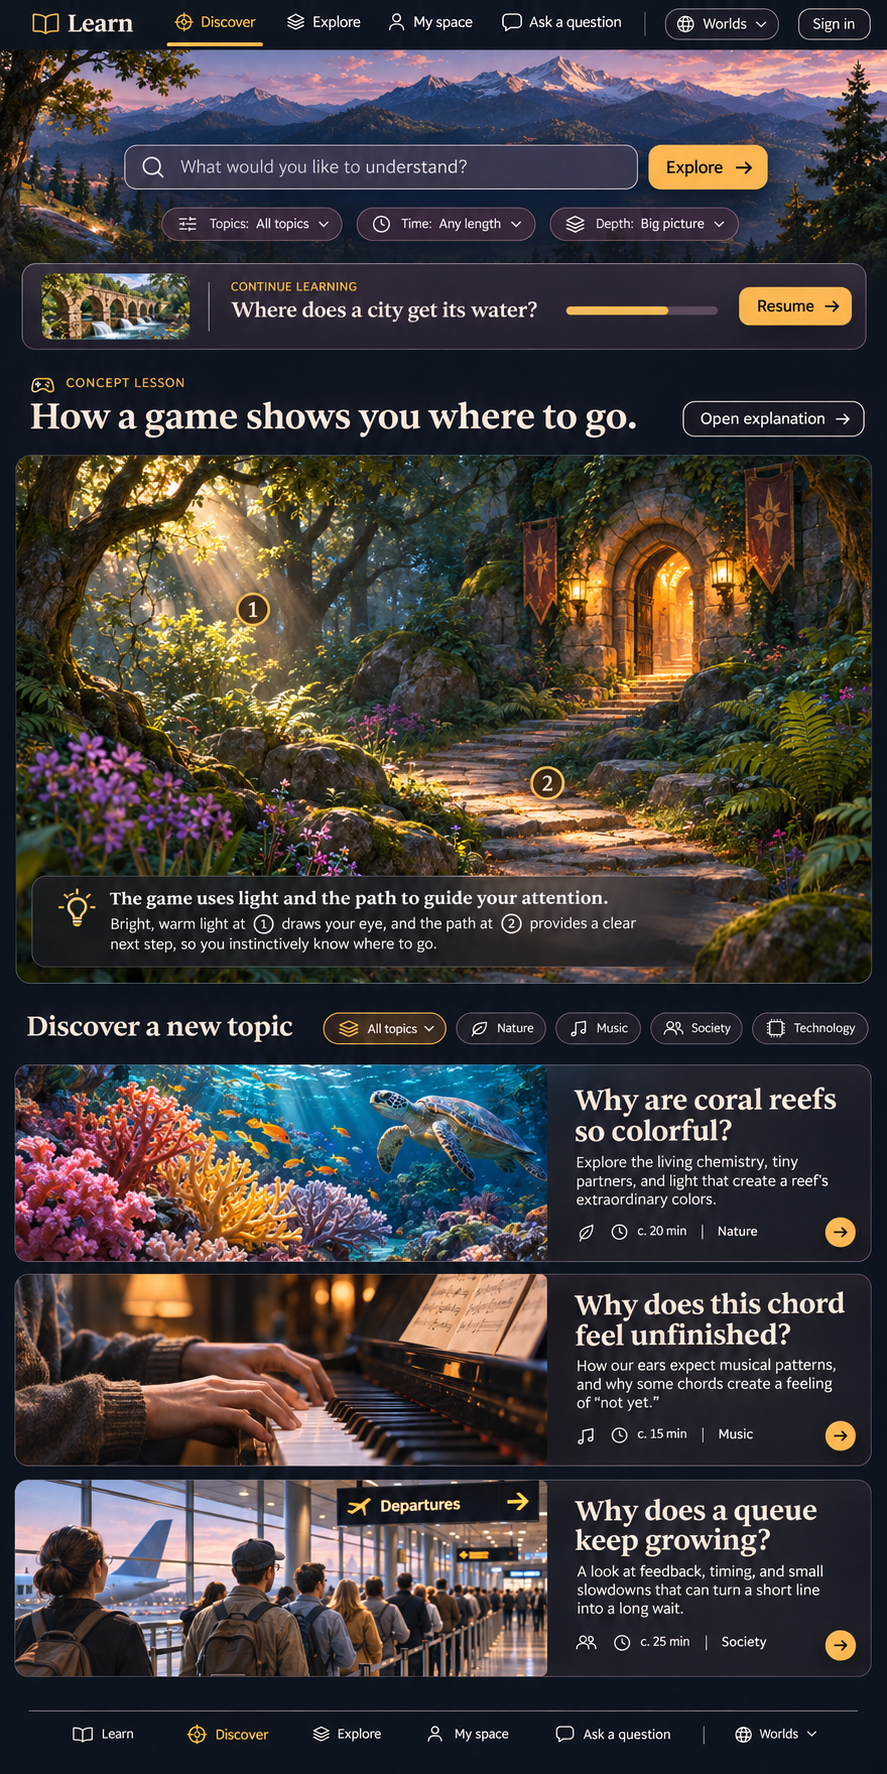 Learn
Discover
Explore
My space
Ask a question
Worlds
Sign in
What would you like to understand?
Explore
Topics: All topics
Time: Any length
Depth: Big picture
CONTINUE LEARNING
Where does a city get its water?
Resume
CONCEPT LESSON
How a game shows you where to go.
Open explanation
1
2
The game uses light and the path to guide your attention.
Bright, warm light at 1 draws your eye, and the path at 2 provides a clear
next step, so you instinctively know where to go.
Discover a new topic
All topics
Nature
Music
Society
Technology
Why are coral reefs
so colorful?
Explore the living chemistry, tiny
partners, and light that create a reef's
extraordinary colors.
c. 20 min | Nature
Why does this chord
feel unfinished?
How our ears expect musical patterns,
and why some chords create a feeling
of “not yet.”
c. 15 min | Music
Departures
Why does a queue
keep growing?
A look at feedback, timing, and small
slowdowns that can turn a short line
into a long wait.
c. 25 min | Society
Learn
Discover
Explore
My space
Ask a question
Worlds